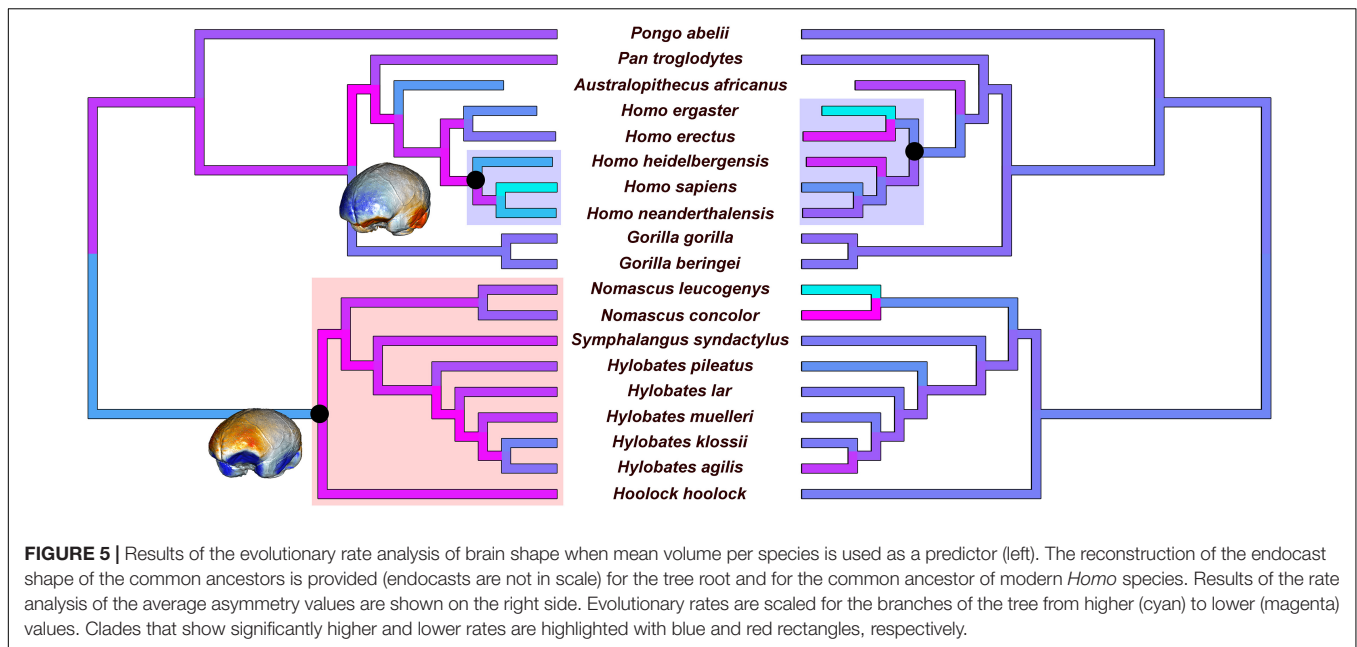 Pongo abelii
Pan troglodytes
Australopithecus africanus
Homo ergaster
Homo erectus
Homo heidelbergensis
Homo sapiens
Homo neanderthalensis
Gorilla gorilla
Gorilla beringei
Nomascus leucogenys
Nomascus concolor
Symphalangus syndactylus
Hylobates pileatus
Hylobates lar
Hylobates muelleri
Hylobates klossii
Hylobates agilis
Hoolock hoolock
FIGURE 5 | Results of the evolutionary rate analysis of brain shape when mean volume per species is used as a predictor (left). The reconstruction of the endocast
shape of the common ancestors is provided (endocasts are not in scale) for the tree root and for the common ancestor of modern Homo species. Results of the rate
analysis of the average asymmetry values are shown on the right side. Evolutionary rates are scaled for the branches of the tree from higher (cyan) to lower (magenta)
values. Clades that show significantly higher and lower rates are highlighted with blue and red rectangles, respectively.